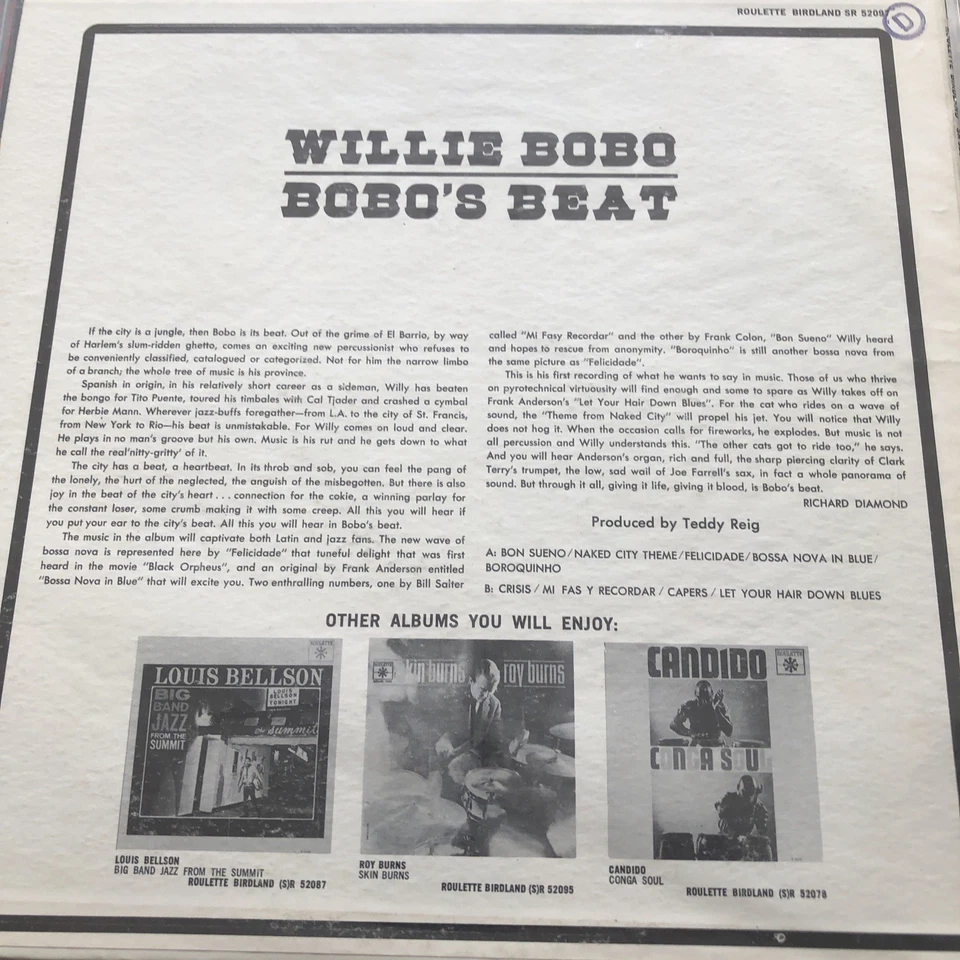 ROULETTE BIRDLAND SR 5209
D
WILLIE BOBO
BOBO'S BEAT
If the city is a jungle, then Bobo is its beat. Out of the grime of El Barrio, by way
of Harlem's slum-ridden ghetto, comes an exciting new percussionist who refuses to
be conveniently classified, catalogued or categorized. Not for him the narrow limbo
of a branch; the whole tree of music is his province.
Spanish in origin, in his relatively short career as a sideman, Willy has beaten
the bongo for Tito Puente, toured his timbales with Cal Tjader and crashed a cymbal
for Herbie Mann. Wherever jazz-buffs foregather—from L.A. to the city of St. Francis,
from New York to Rio—his beat is unmistakable. For Willy comes on loud and clear.
He plays in no man's groove but his own. Music is his rut and he gets down to what
he call the real'nitty-gritty' of it.
The city has a beat, a heartbeat. In its throb and sob, you can feel the pang of
the lonely, the hurt of the neglected, the anguish of the misbegotten. But there is also
joy in the beat of the city's heart . . . connection for the cokie, a winning parlay for
the constant loser, some crumb making it with some creep. All this you will hear if
you put your ear to the city's beat. All this you will hear in Bobo's beat.
The music in the album will captivate both Latin and jazz fans. The new wave of
bossa nova is represented here by "Felicidade" that tuneful delight that was first
heard in the movie "Black Orpheus", and an original by Frank Anderson entitled
"Bossa Nova in Blue" that will excite you. Two enthralling numbers, one by Bill Salter
called "Mi Fasy Recordar" and the other by Frank Colon, "Bon Sueno" Willy heard
and hopes to rescue from anonymity. "Boroquinho" is still another bossa nova from
the same picture as "Felicidade".
This is his first recording of what he wants to say in music. Those of us who thrive
on pyrotechnical virtuosity will find enough and some to spare as Willy takes off on
Frank Anderson's "Let Your Hair Down Blues". For the cat who rides on a wave of
sound, the "Theme from Naked City" will propel his jet. You will notice that Willy
does not hog it. When the occasion calls for fireworks, he explodes. But music is not
all percussion and Willy understands this. "The other cats got to ride too," he says.
And you will hear Anderson's organ, rich and full, the sharp piercing clarity of Clark
Terry's trumpet, the low, sad wail of Joe Farrell's sax, in fact a whole panorama of
sound. But through it all, giving it life, giving it blood, is Bobo's beat.
RICHARD DIAMOND
Produced by Teddy Reig
A: BON SUENO / NAKED CITY THEME / FELICIDADE / BOSSA NOVA IN BLUE /
BOROQUINHO
B: CRISIS / MI FAS Y RECORDAR / CAPERS / LET YOUR HAIR DOWN BLUES
OTHER ALBUMS YOU WILL ENJOY:
ROULETTE
LOUIS BELLSON
BIG
BAND
JAZZ
FROM THE
SUMMIT
LOUIS
BELLSON
TONIGHT
the Summit
LOUIS BELLSON
BIG BAND JAZZ FROM THE SUMMIT
ROULETTE BIRDLAND (S)R 52087
skin burns roy burns
ROY BURNS
SKIN BURNS
ROULETTE BIRDLAND (S)R 52095
CANDIDO
ROULETTE
CONGA SOUL
CANDIDO
CONGA SOUL
ROULETTE BIRDLAND (S)R 52078